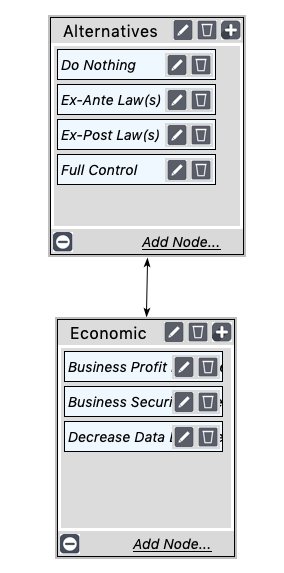 Alternatives
Do Nothing
Ex-Ante Law(s)
Ex-Post Law(s)
Full Control
Add Node...
Economic
Business Profit
Business Securi
Decrease Data
Add Node...